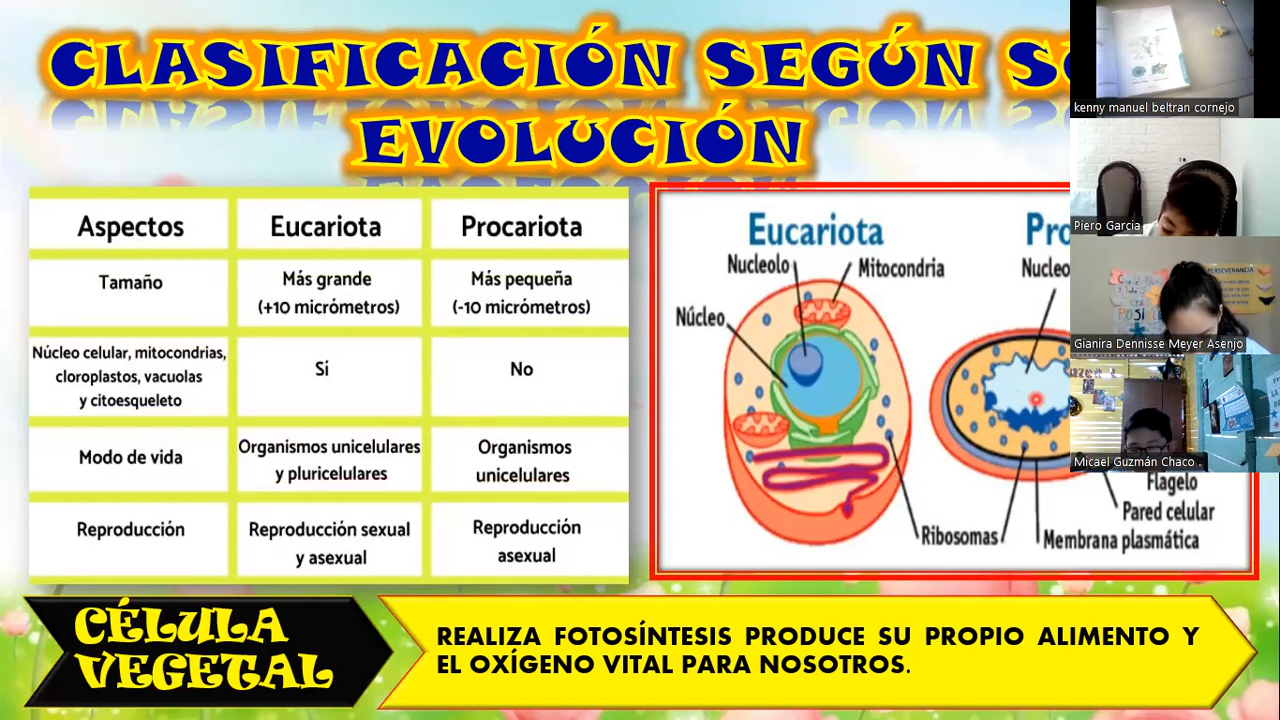 CLASIFICACIÓN SEGÚN
EVOLUCIÓN
Aspectos
Eucariota
Procariota
Tamaño
Más grande
(+10 micrómetros)
Más pequeña
(-10 micrómetros)
Núcleo celular, mitocondrias,
cloroplastos, vacuolas
y citoesqueleto
Sí
No
Modo de vida
Organismos unicelulares
y pluricelulares
Organismos
unicelulares
Reproducción
Reproducción sexual
y asexual
Reproducción
asexual
Eucariota
Nucleolo
Mitocondria
Núcleo
Ribosomas
Flagelo
Pared celular
Membrana plasmática
CÉLULA
VEGETAL
REALIZA FOTOSÍNTESIS PRODUCE SU PROPIO ALIMENTO Y
EL OXÍGENO VITAL PARA NOSOTROS.
kenny manuel beltran cornejo
Piero García
PERSEVERANCIA
Gianira Dennisse Meyer Asenjo
Micael Guzmán Chaco .